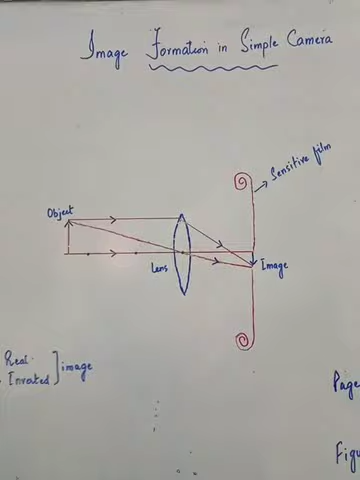 Image Formation in Simple Camera
Sensitive film
Object
Lens
Image
Real
Inverted ] image
Page
Figu